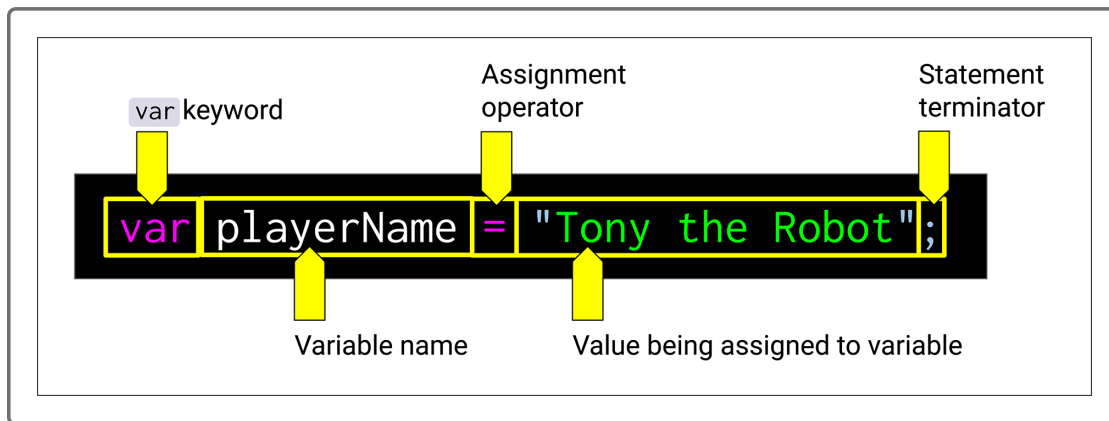 Assignment
operator
Statement
terminator
var keyword
var playerName = "Tony the Robot";
Variable name
Value being assigned to variable